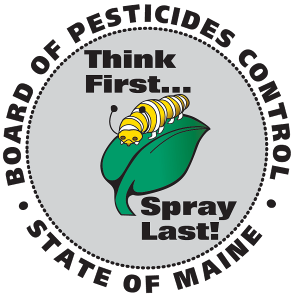 BOARD OF PESTICIDES CONTROL
Think
First...
Spray
Last!
• STATE OF MAINE •